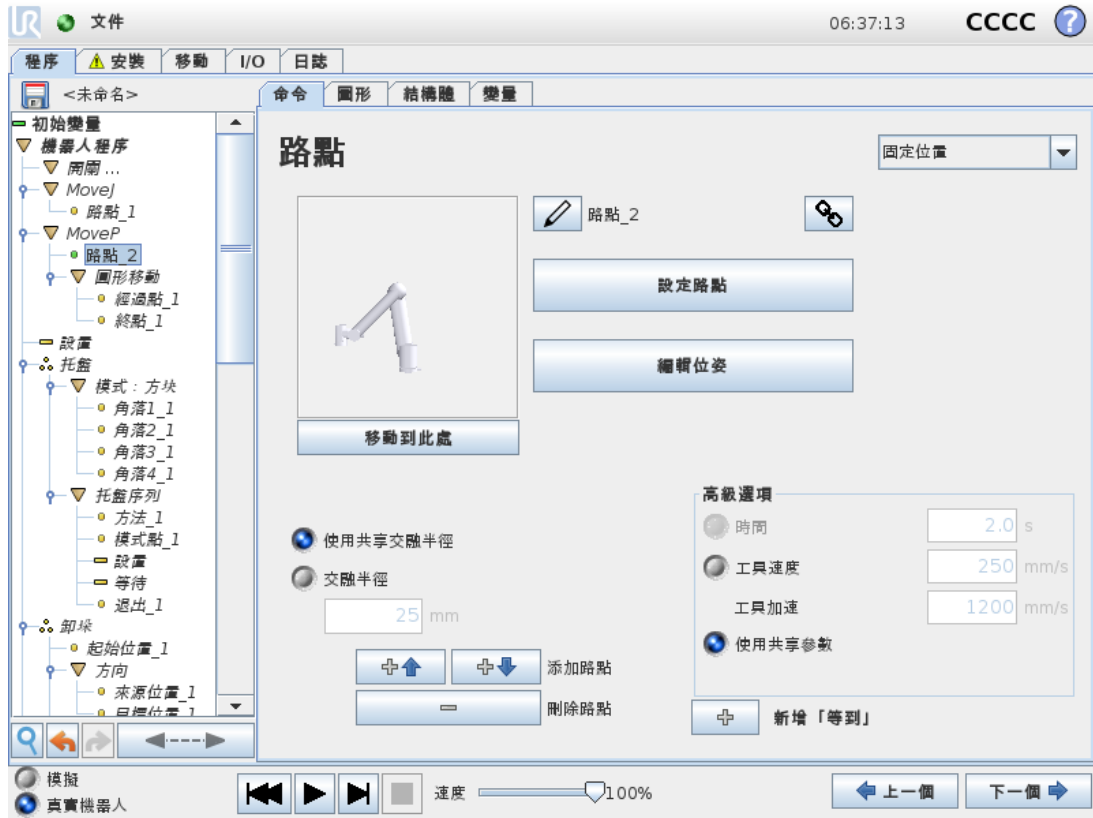 UR 文件 06:37:13 CCCC ?
程序 安裝 移動 I/O 日誌
<未命名>
命令 圖形 結構體 變量
初始變量
機器人程序
開關 ...
MoveJ
路點_1
MoveP
路點_2
圓形移動
經過點_1
終點_1
設置
托盤
模式：方块
角落1_1
角落2_1
角落3_1
角落4_1
托盤序列
方法_1
模式點_1
設置
等待
退出_1
卸垛
起始位置_1
方向
來源位置_1
目標位置_1
路點
固定位置
路點_2
設定路點
編輯位姿
移動到此處
使用共享交融半徑
交融半徑
25 mm
添加路點
刪除路點
高級選項
時間 2.0 s
工具速度 250 mm/s
工具加速 1200 mm/s
使用共享參數
新增「等到」
模擬
真實機器人
速度 100%
上一個 下一個